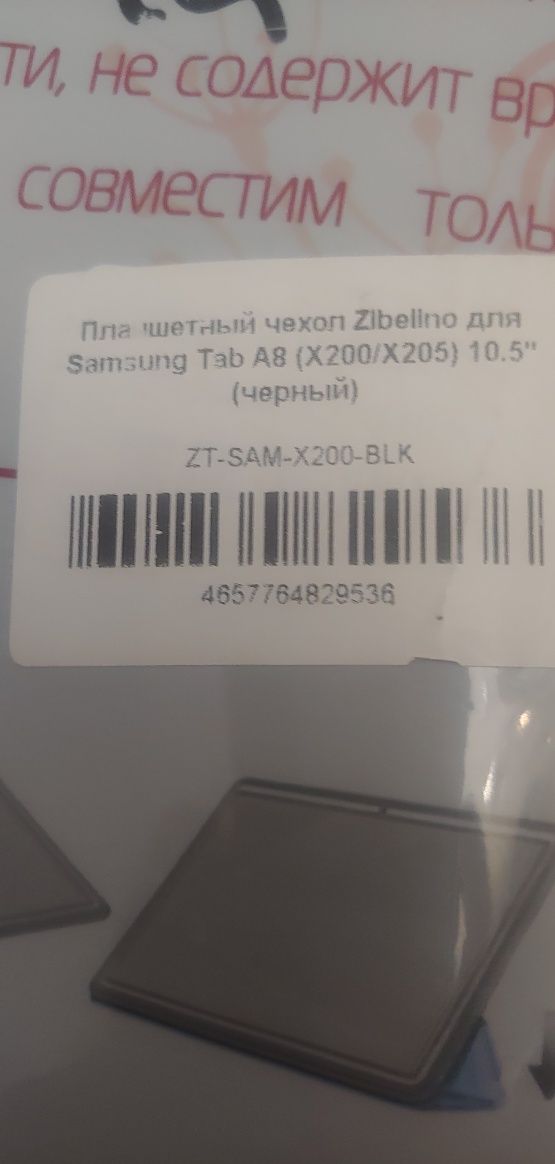 ти, не содержит вр
совместим толь
Планшетный чехол Zibelino для
Samsung Tab A8 (X200/X205) 10.5"
(черный)
ZT-SAM-X200-BLK
4657764829536